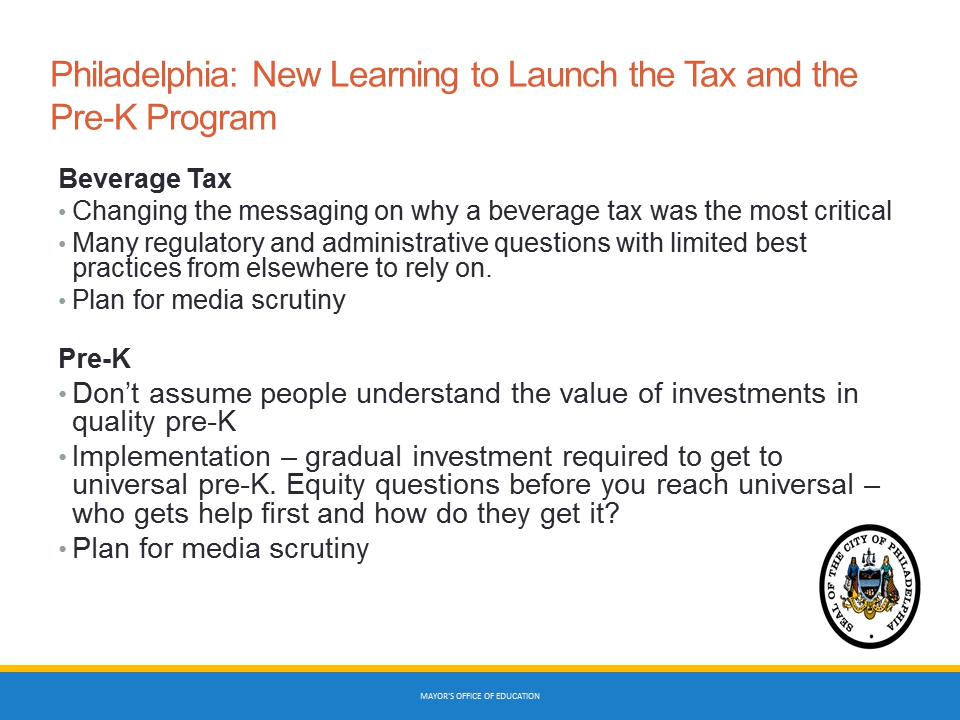 Philadelphia: New Learning to Launch the Tax and the
Pre-K Program
Beverage Tax
• Changing the messaging on why a beverage tax was the most critical
• Many regulatory and administrative questions with limited best
practices from elsewhere to rely on.
• Plan for media scrutiny
Pre-K
• Don’t assume people understand the value of investments in
quality pre-K
• Implementation – gradual investment required to get to
universal pre-K. Equity questions before you reach universal –
who gets help first and how do they get it?
• Plan for media scrutiny
SEAL OF THE CITY OF PHILADELPHIA
MAYOR'S OFFICE OF EDUCATION